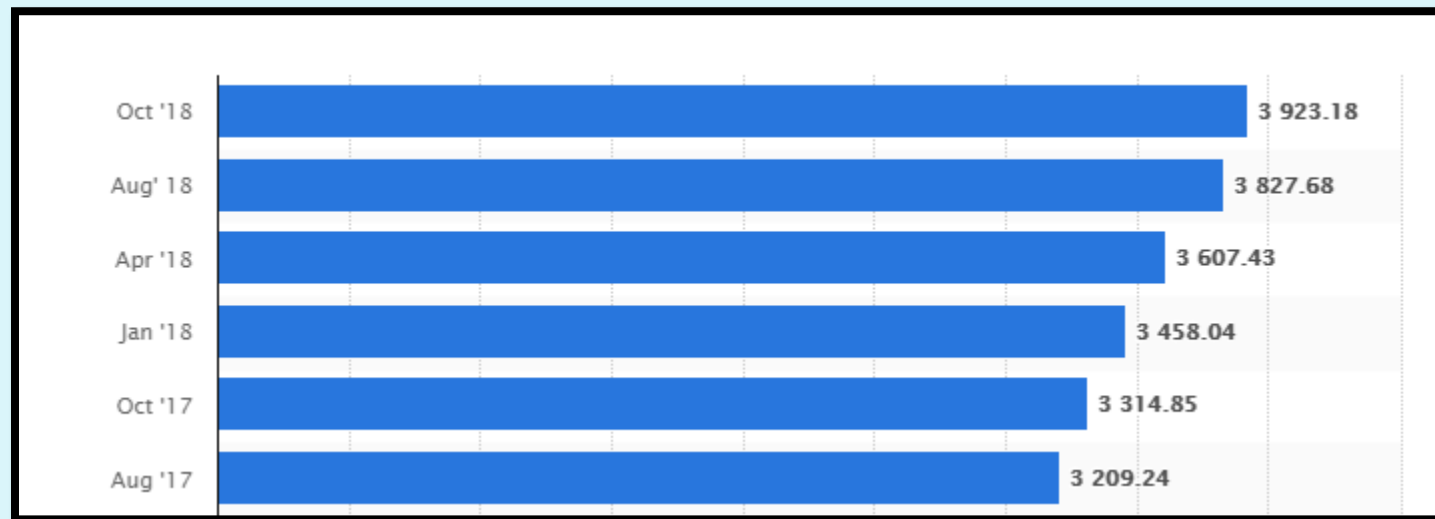 Oct '18 3 923.18
Aug' 18 3 827.68
Apr '18 3 607.43
Jan '18 3 458.04
Oct '17 3 314.85
Aug '17 3 209.24